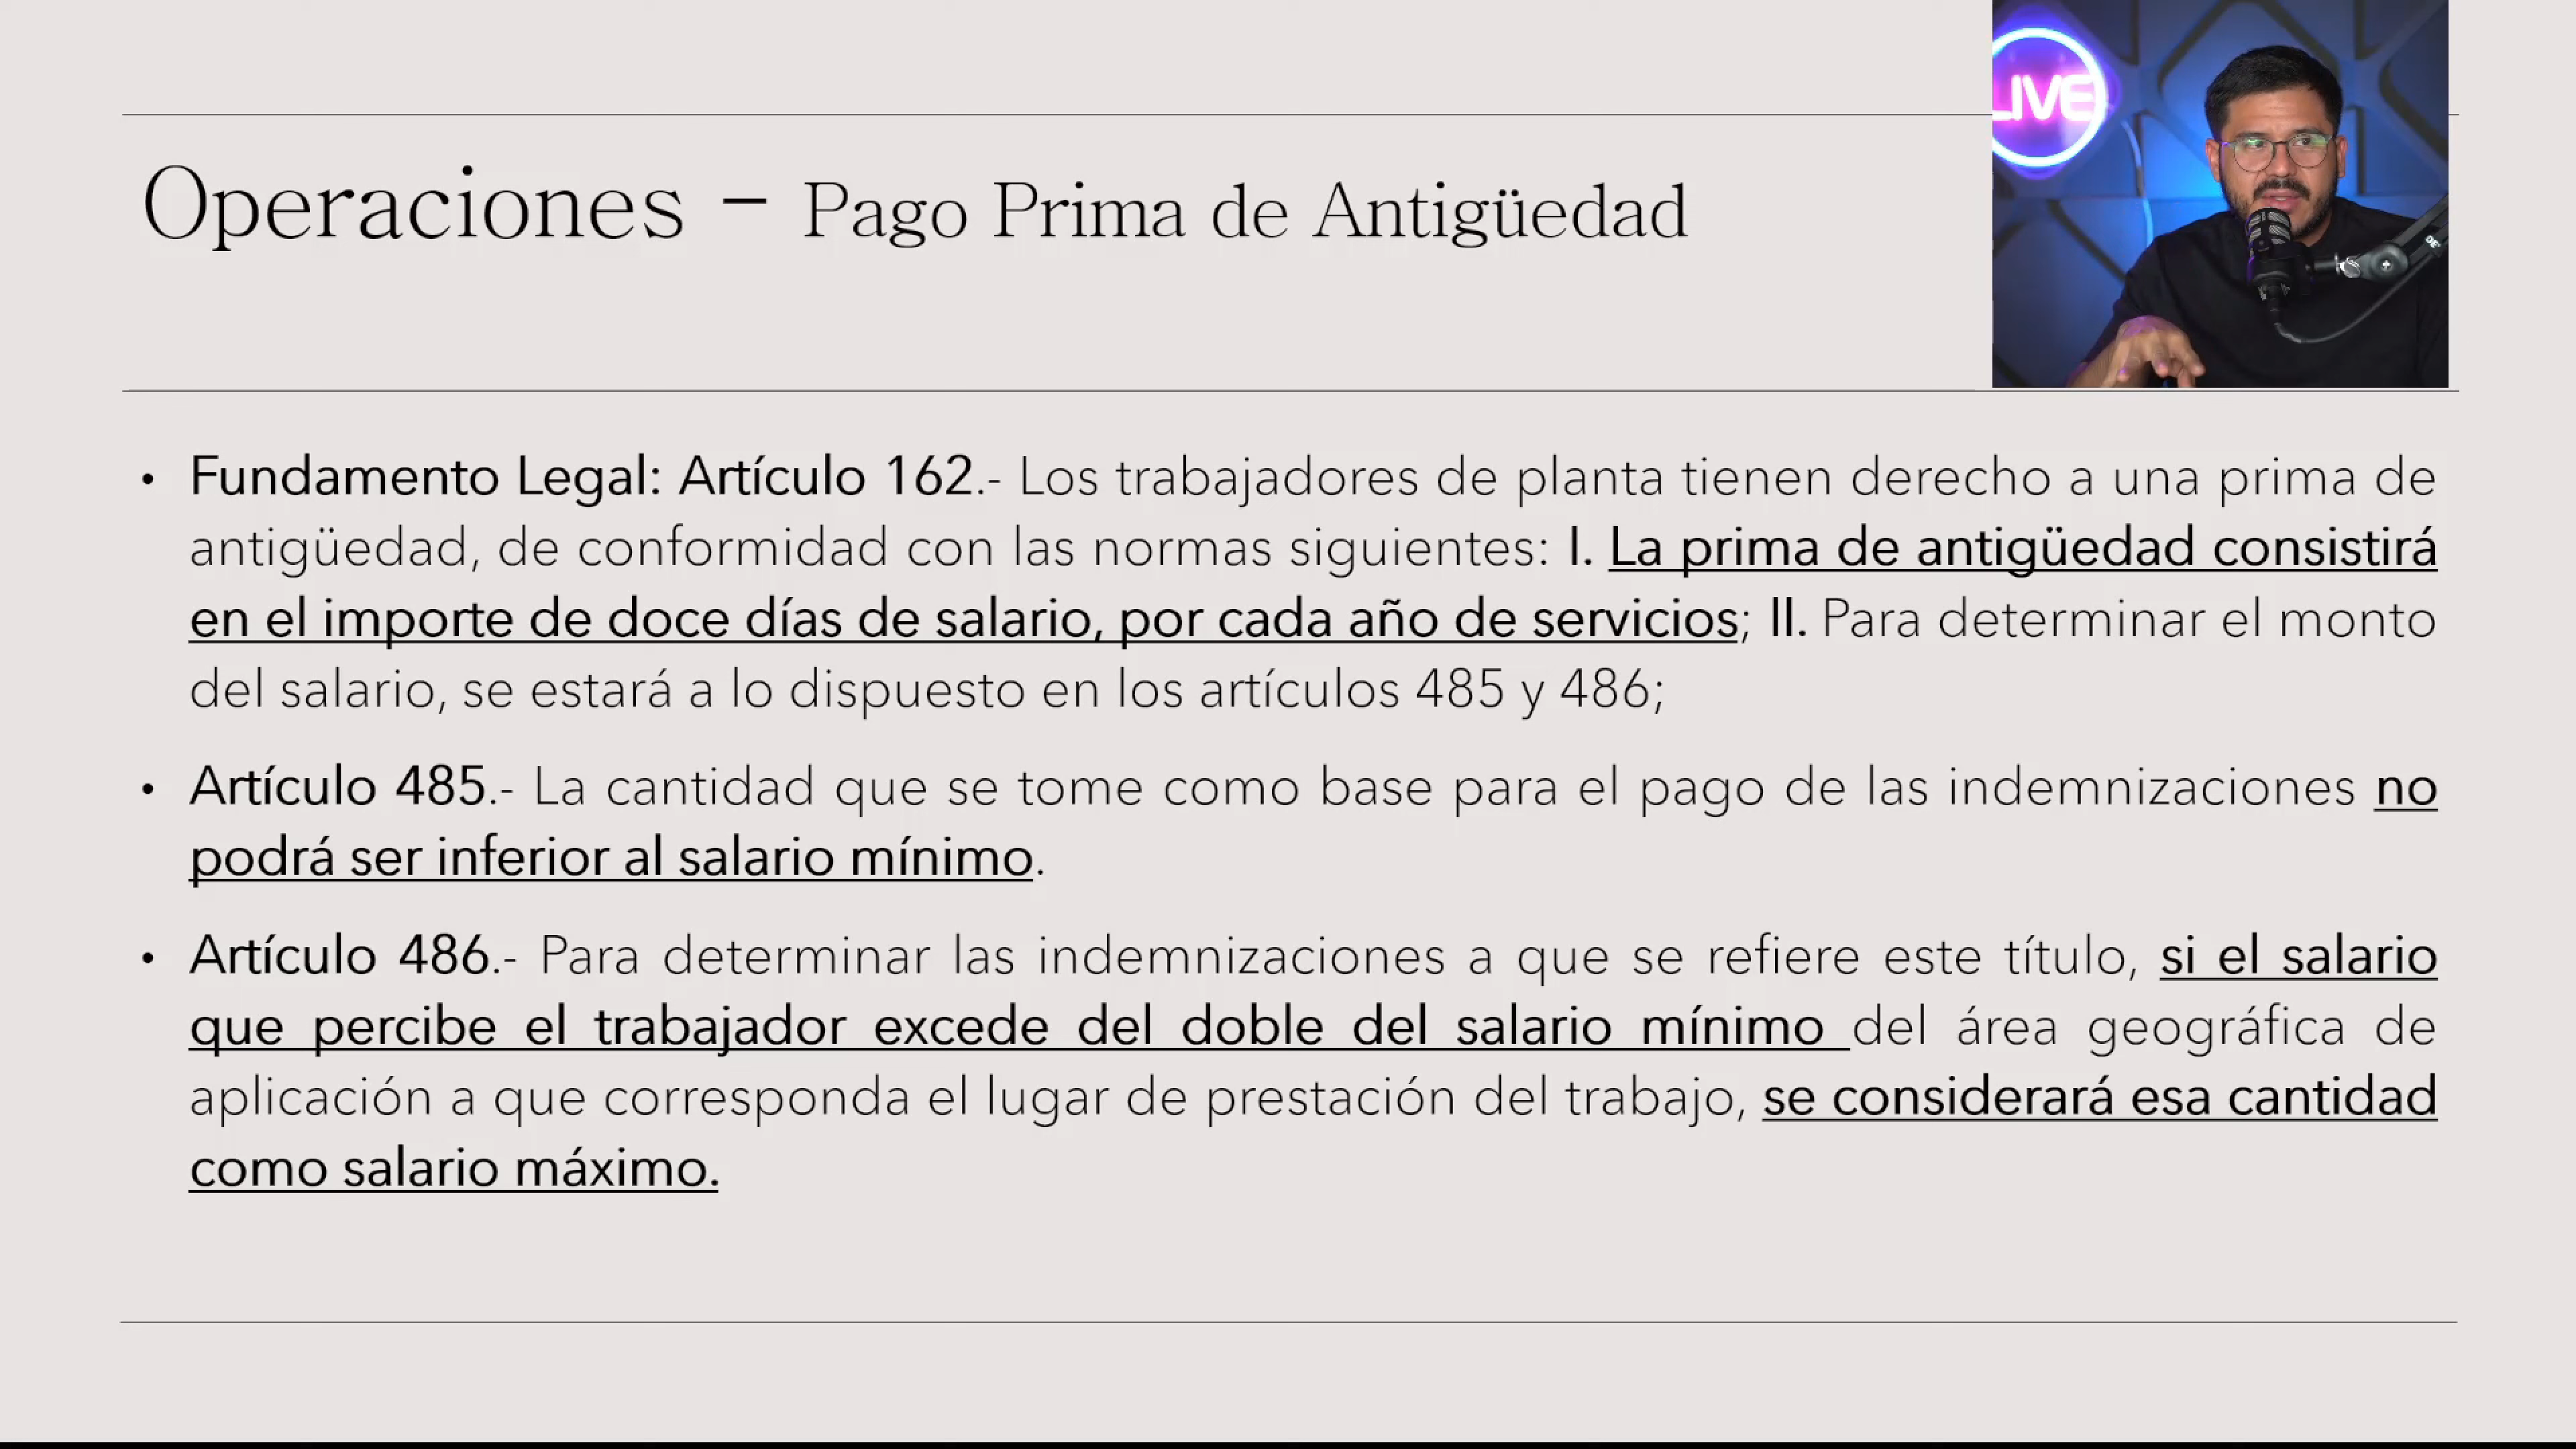 LIVE
Operaciones – Pago Prima de Antigüedad
• Fundamento Legal: Artículo 162.- Los trabajadores de planta tienen derecho a una prima de
antigüedad, de conformidad con las normas siguientes: I. La prima de antigüedad consistirá
en el importe de doce días de salario, por cada año de servicios; II. Para determinar el monto
del salario, se estará a lo dispuesto en los artículos 485 y 486;
• Artículo 485.- La cantidad que se tome como base para el pago de las indemnizaciones no
podrá ser inferior al salario mínimo.
• Artículo 486.- Para determinar las indemnizaciones a que se refiere este título, si el salario
que percibe el trabajador excede del doble del salario mínimo del área geográfica de
aplicación a que corresponda el lugar de prestación del trabajo, se considerará esa cantidad
como salario máximo.